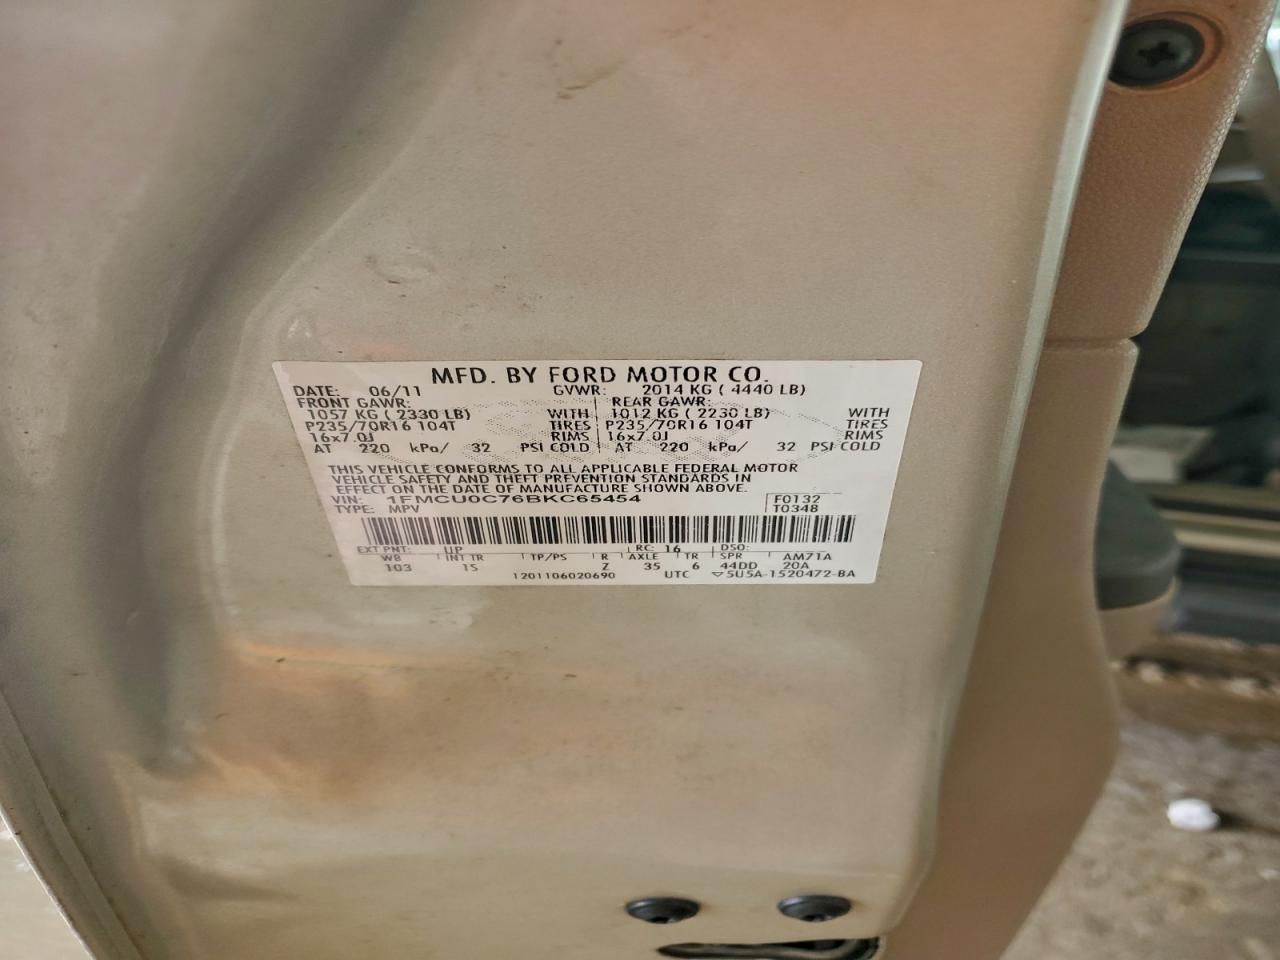 MFD. BY FORD MOTOR CO.
DATE: 06/11 GVWR: 2014 KG ( 4440 LB)
FRONT GAWR: REAR GAWR:
1057 KG ( 2330 LB) WITH 1012 KG ( 2230 LB) WITH
P235/70R16 104T TIRES P235/70R16 104T TIRES
16x7.0J RIMS 16x7.0J RIMS
AT 220 kPa/ 32 PSI COLD AT 220 kPa/ 32 PSI COLD
THIS VEHICLE CONFORMS TO ALL APPLICABLE FEDERAL MOTOR
VEHICLE SAFETY AND THEFT PREVENTION STANDARDS IN
EFFECT ON THE DATE OF MANUFACTURE SHOWN ABOVE.
VIN: 1FMCU0C76BKC65454 F0132
TYPE: MPV T0348
EXT PNT: UP RC: 16 DSO:
WB INT TR TP/PS R AXLE TR SPR AM71A
103 1S Z 35 6 44DD 20A
1201106020690 UTC ▽5U5A-1520472-BA